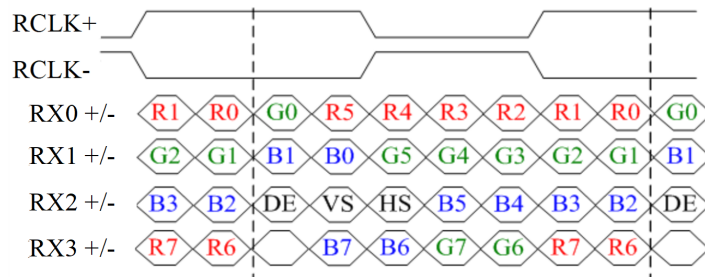 RCLK+
RCLK-
RX0 +/- R1 R0 G0 R5 R4 R3 R2 R1 R0 G0
RX1 +/- G2 G1 B1 B0 G5 G4 G3 G2 G1 B1
RX2 +/- B3 B2 DE VS HS B5 B4 B3 B2 DE
RX3 +/- R7 R6 B7 B6 G7 G6 R7 R6